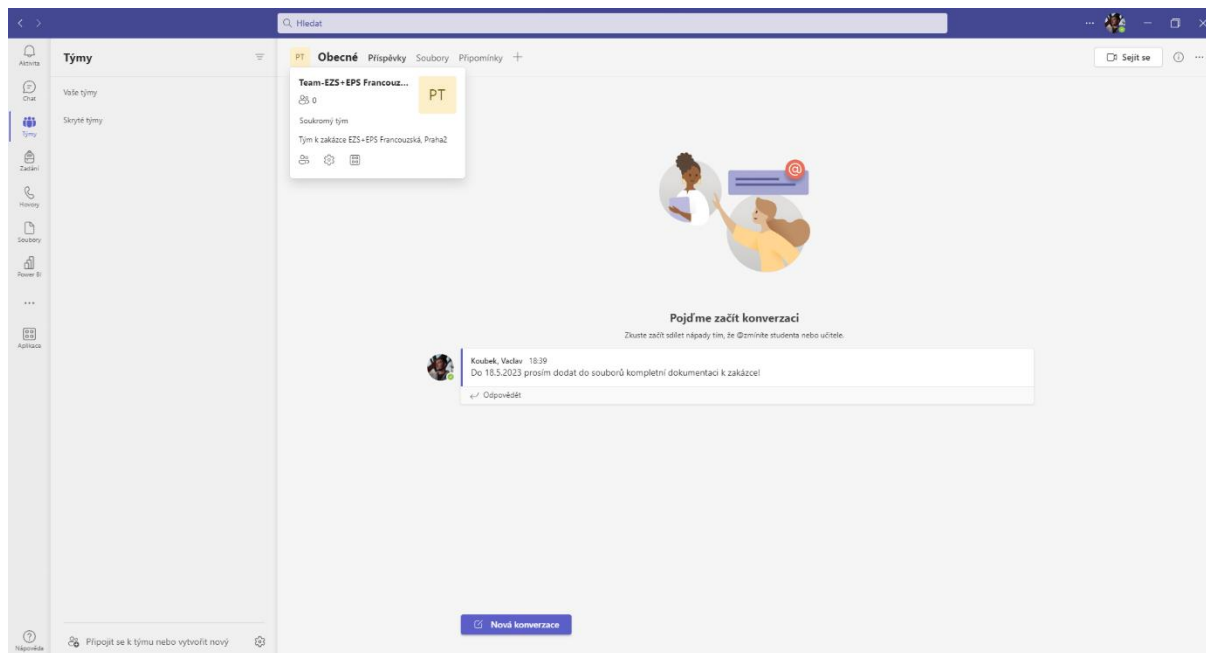 Hledat
Aktivita
Chat
Týmy
Zadání
Hovory
Soubory
Power BI
Aplikace
Nápověda
Týmy
Vaše týmy
Skryté týmy
Připojit se k týmu nebo vytvořit nový
PT Obecné Příspěvky Soubory Připomínky
Sejít se
Team-EZS+EPS Francouz...
PT
0
Soukromý tým
Tým k zakázce EZS+EPS Francouzská, Praha2
@
Pojďme začít konverzaci
Zkuste začít sdílet nápady tím, že @zmíníte studenta nebo učitele.
Koubek, Vaclav 18:39
Do 18.5.2023 prosím dodat do souborů kompletní dokumentaci k zakázce!
Odpovědět
Nová konverzace